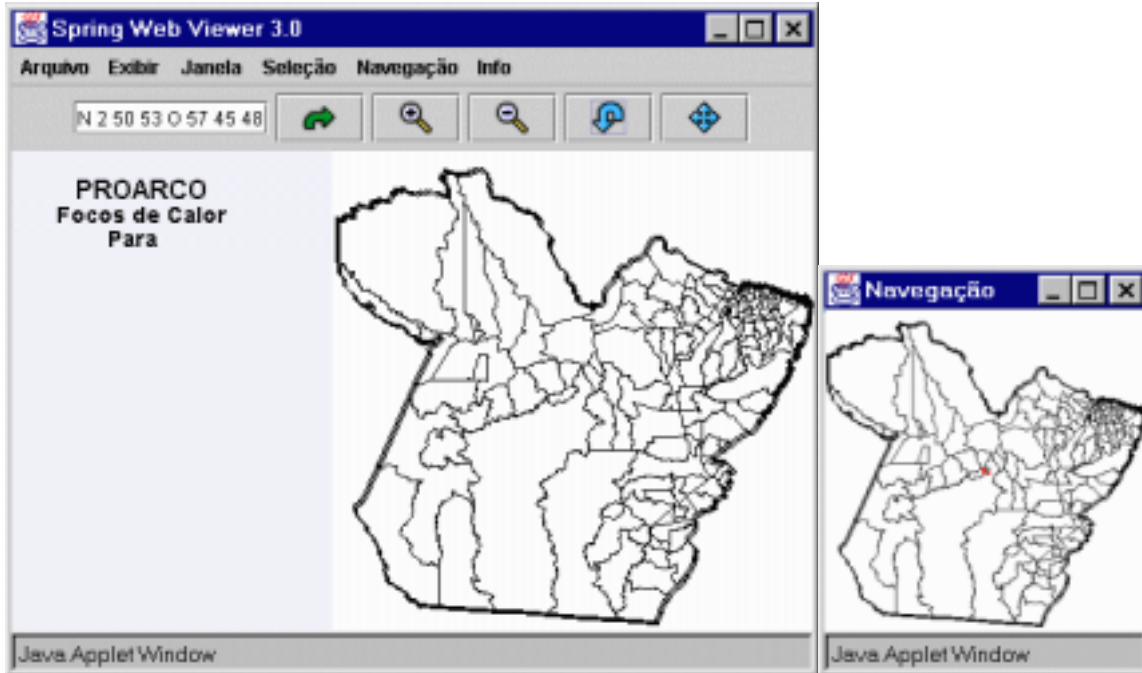 Spring Web Viewer 3.0
Arquivo Exibir Janela Seleção Navegação Info
N 2 50 53 O 57 45 48
PROARCO
Focos de Calor
Para
Java Applet Window
Navegação
Java Applet Window